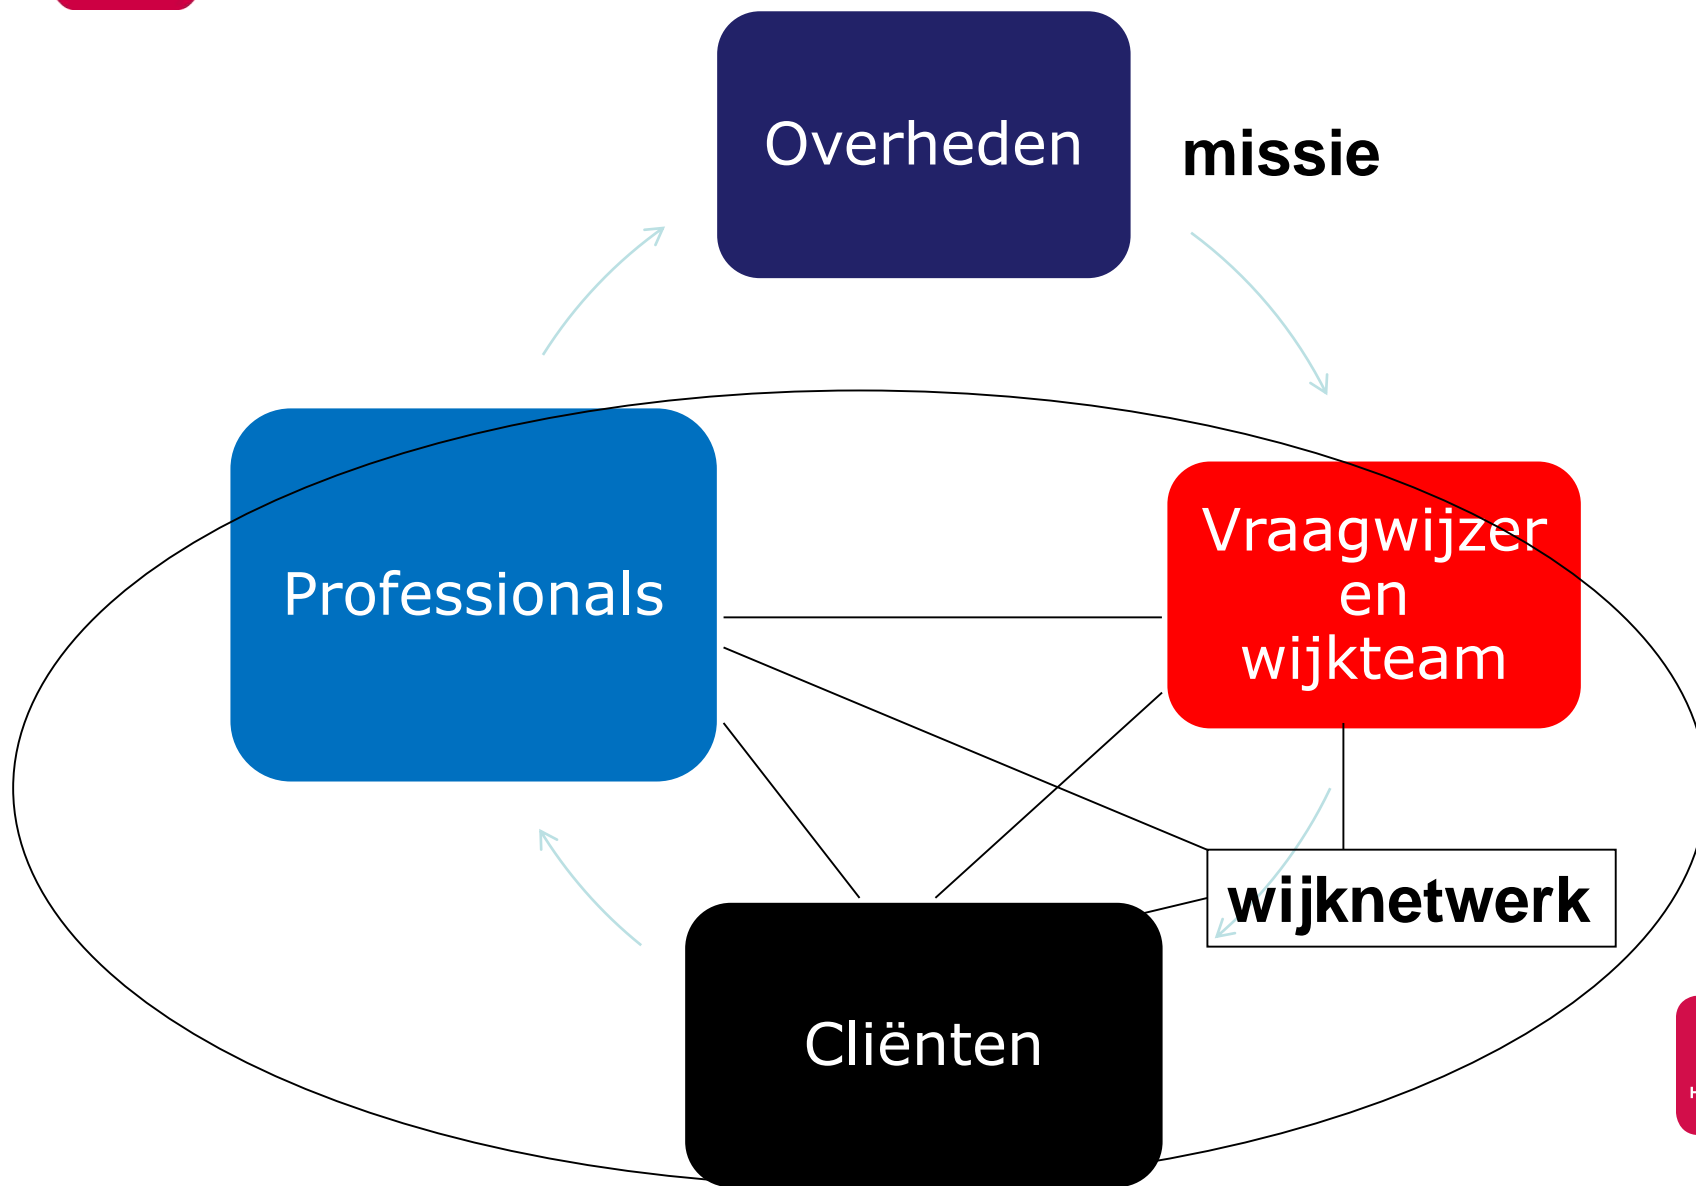 Overheden
missie
Professionals
Vraagwijzer
en
wijkteam
wijknetwerk
Cliënten